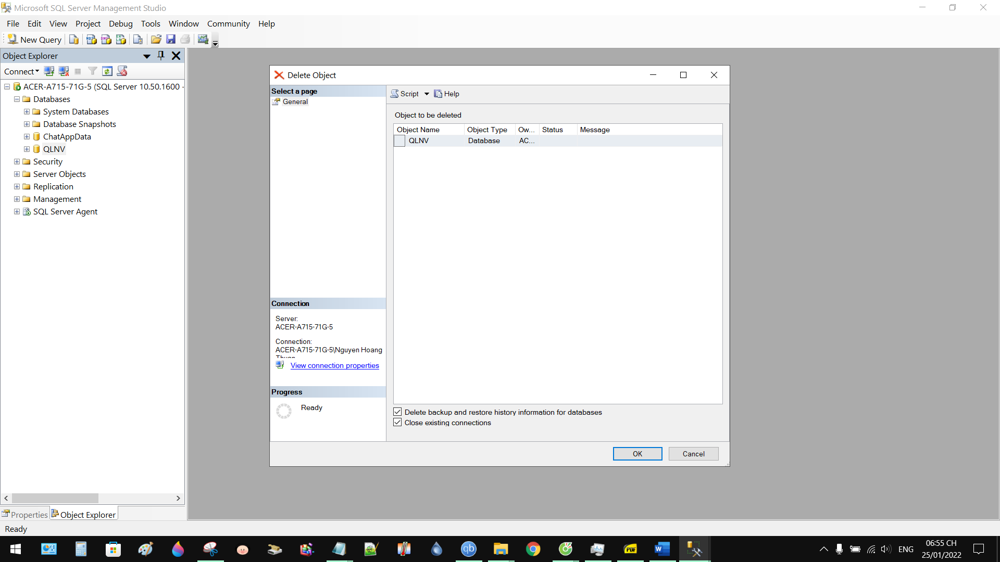 Microsoft SQL Server Management Studio
File Edit View Project Debug Tools Window Community Help
New Query
Object Explorer
Connect
ACER-A715-71G-5 (SQL Server 10.50.1600 -
Databases
System Databases
Database Snapshots
ChatAppData
QLNV
Security
Server Objects
Replication
Management
SQL Server Agent
Properties
Object Explorer
Ready
Delete Object
Select a page
General
Connection
Server:
ACER-A715-71G-5
Connection:
ACER-A715-71G-5\Nguyen Hoang
View connection properties
Progress
Ready
Script Help
Object to be deleted
Object Name Object Type Ow... Status Message
QLNV Database AC...
Delete backup and restore history information for databases
Close existing connections
OK Cancel
qb
PDF
W
ENG
06:55 CH
25/01/2022